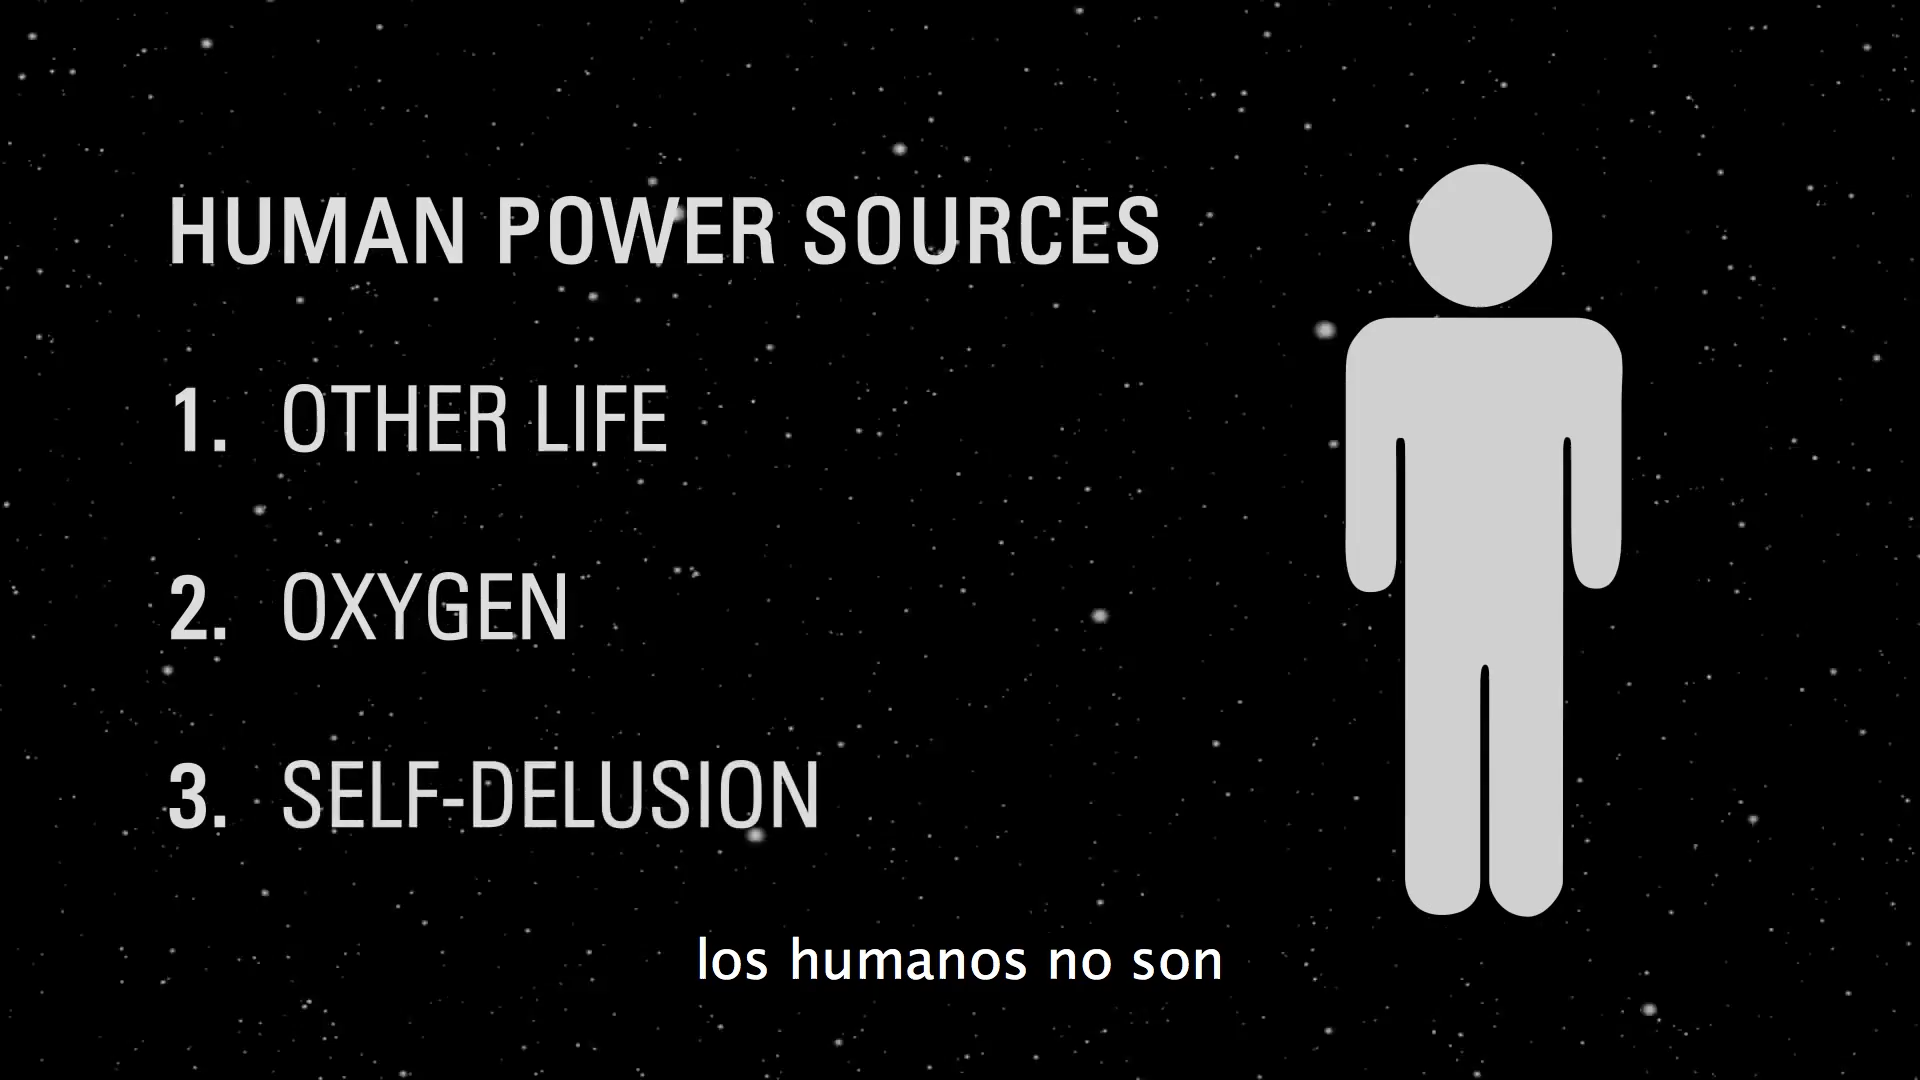 HUMAN POWER SOURCES
1. OTHER LIFE
2. OXYGEN
3. SELF-DELUSION
los humanos no son